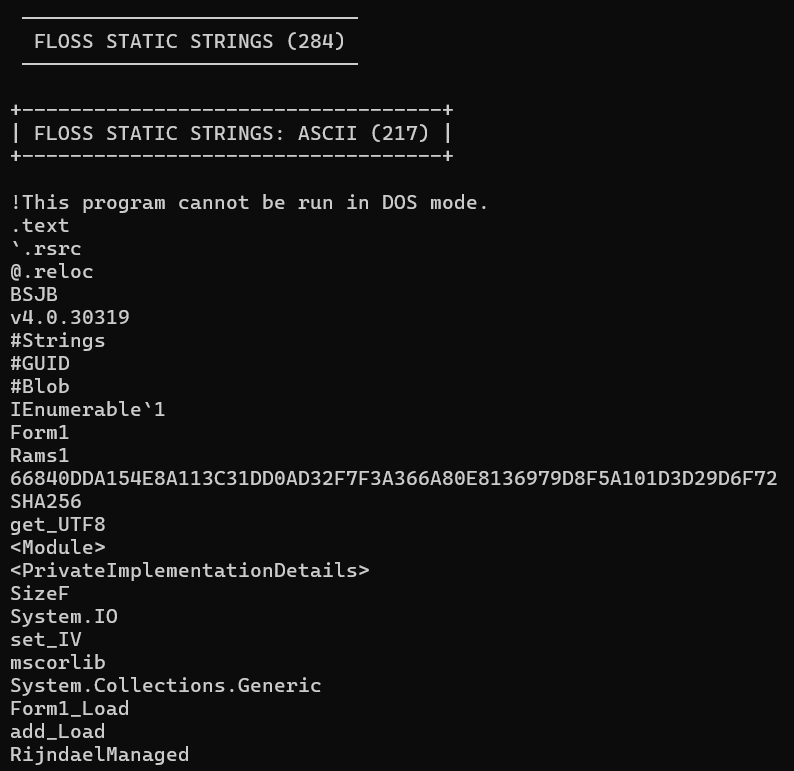 FLOSS STATIC STRINGS (284)
+-----------------------------------+
| FLOSS STATIC STRINGS: ASCII (217) |
+-----------------------------------+
!This program cannot be run in DOS mode.
.text
`.rsrc
@.reloc
BSJB
v4.0.30319
#Strings
#GUID
#Blob
IEnumerable`1
Form1
Rams1
66840DDA154E8A113C31DD0AD32F7F3A366A80E8136979D8F5A101D3D29D6F72
SHA256
get_UTF8
<Module>
<PrivateImplementationDetails>
SizeF
System.IO
set_IV
mscorlib
System.Collections.Generic
Form1_Load
add_Load
RijndaelManaged